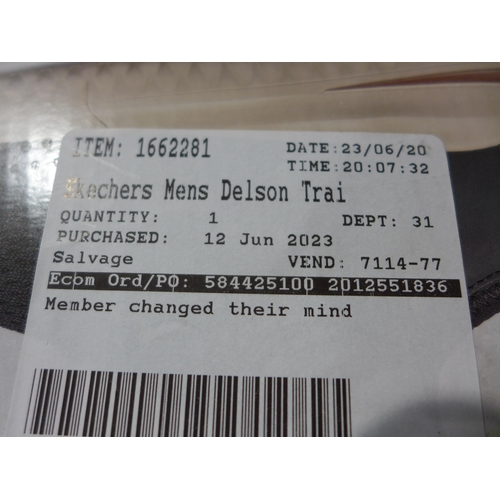 ITEM: 1662281 DATE:23/06/20
TIME:20:07:32
Skechers Mens Delson Trai
QUANTITY: 1 DEPT: 31
PURCHASED: 12 Jun 2023
Salvage VEND: 7114-77
Ecom Ord/PO: 584425100 2012551836
Member changed their mind